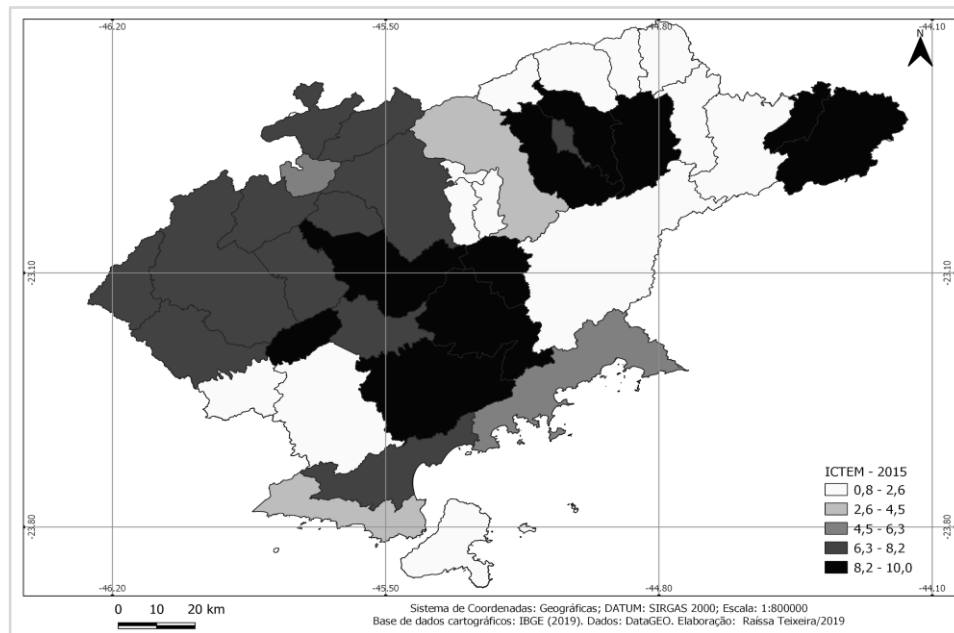 -46.20 -45.50 -44.80 -44.10
N
-23.10 -23.10
ICTEM - 2015
0,8 - 2,6
2,6 - 4,5
4,5 - 6,3
6,3 - 8,2
8,2 - 10,0
-23.80 -23.80
-46.20 -45.50 -44.80 -44.10
0 10 20 km
Sistema de Coordenadas: Geográficas; DATUM: SIRGAS 2000; Escala: 1:800000
Base de dados cartográficos: IBGE (2019). Dados: DataGEO. Elaboração: Raíssa Teixeira/2019